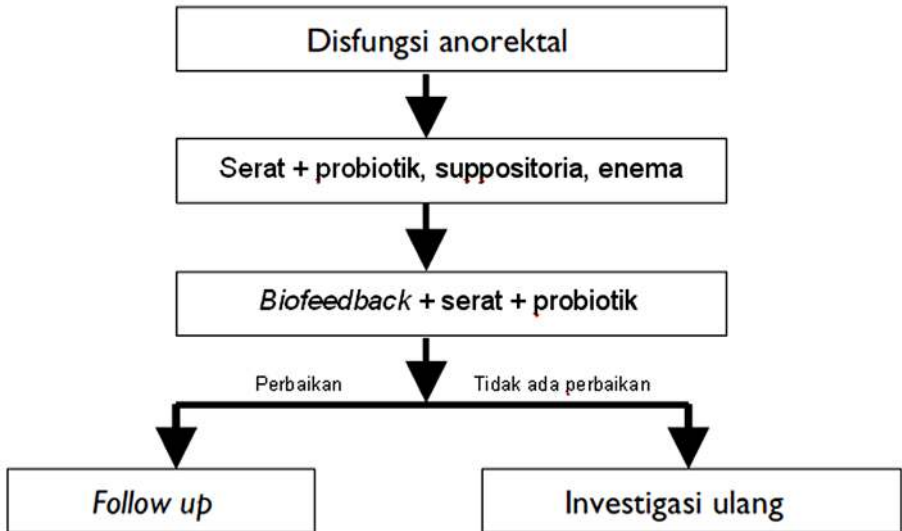 Disfungsi anorektal
Serat + probiotik, suppositoria, enema
Biofeedback + serat + probiotik
Perbaikan
Tidak ada perbaikan
Follow up
Investigasi ulang